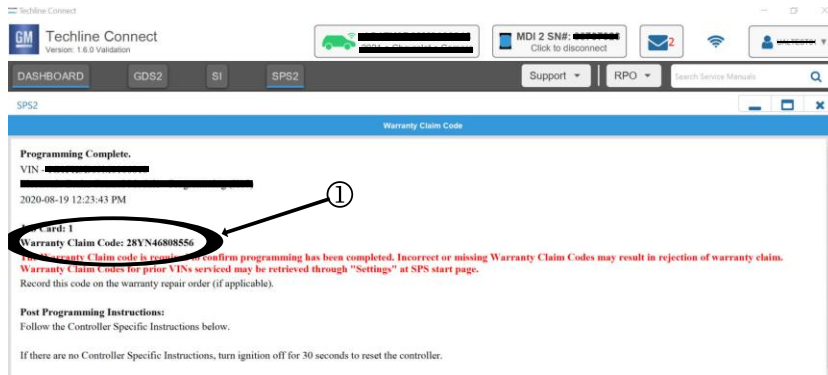 Techline Connect
GM
Techline Connect
Version: 1.6.0 Validation
MDI 2 SN#:
Click to disconnect
2
DASHBOARD GDS2 SI SPS2 Support RPO Search Service Manuals
SPS2
Warranty Claim Code
Programming Complete.
VIN -
2020-08-19 12:23:43 PM
Card: 1
Warranty Claim Code: 28YN46808556
Warranty Claim code is required to confirm programming has been completed. Incorrect or missing Warranty Claim Codes may result in rejection of warranty claim.
Warranty Claim Codes for prior VINs serviced may be retrieved through "Settings" at SPS start page.
Record this code on the warranty repair order (if applicable).
Post Programming Instructions:
Follow the Controller Specific Instructions below.
If there are no Controller Specific Instructions, turn ignition off for 30 seconds to reset the controller.
1